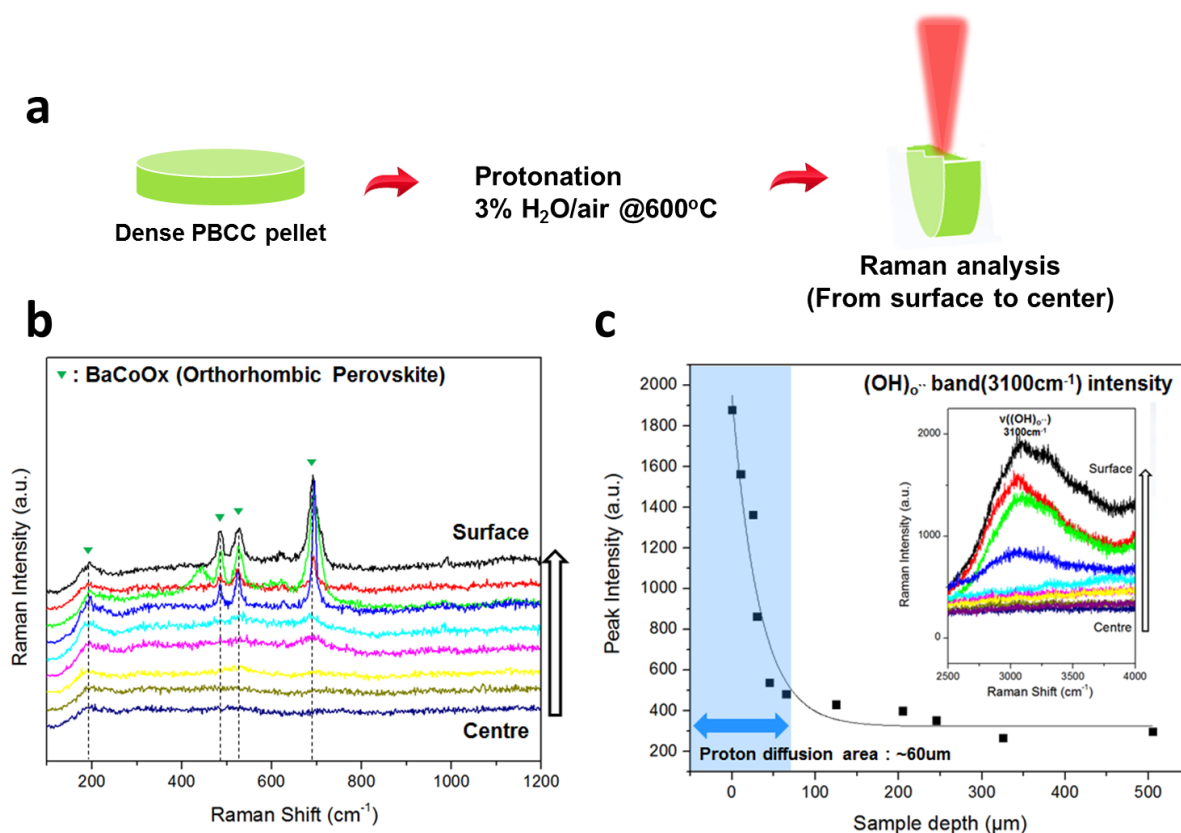 a
Dense PBCC pellet
Protonation
3% H₂O/air @600ºC
Raman analysis
(From surface to center)
b
▼: BaCoOx (Orthorhombic Perovskite)
Surface
Centre
Raman Intensity (a.u.)
200 400 600 800 1000 1200
Raman Shift (cm⁻¹)
c
(OH)ₒ·· band(3100cm⁻¹) intensity
2000
1800
1600
1400
1200
1000
800
600
400
200
Peak Intensity (a.u.)
ν((OH)ₒ··)
3100cm⁻¹
Surface
Centre
2000
1000
0
Raman Intensity (a.u.)
2500 3000 3500 4000
Raman Shift (cm⁻¹)
Proton diffusion area : ~60um
0 100 200 300 400 500
Sample depth (μm)